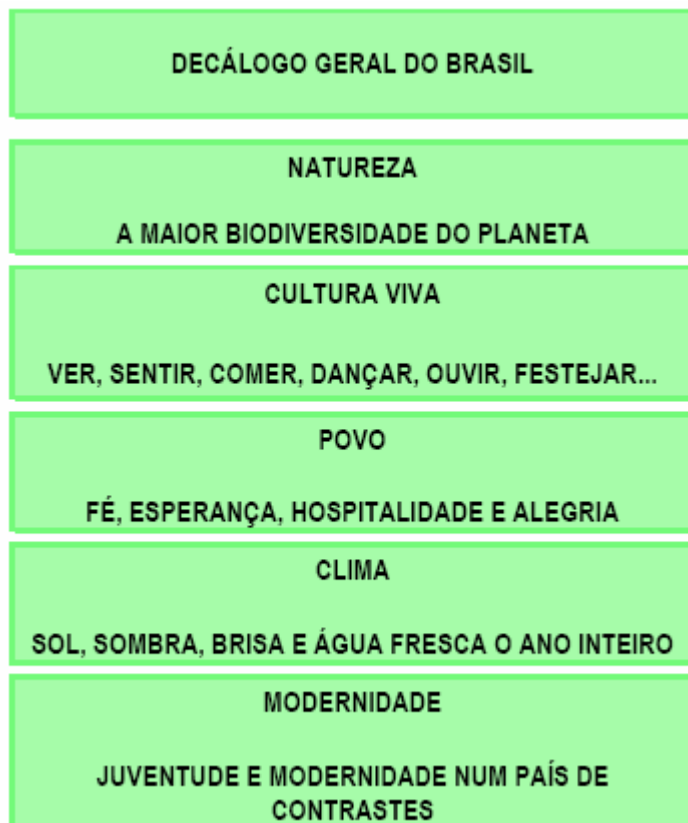 DECÁLOGO GERAL DO BRASIL
NATUREZA
A MAIOR BIODIVERSIDADE DO PLANETA
CULTURA VIVA
VER, SENTIR, COMER, DANÇAR, OUVIR, FESTEJAR...
POVO
FÉ, ESPERANÇA, HOSPITALIDADE E ALEGRIA
CLIMA
SOL, SOMBRA, BRISA E ÁGUA FRESCA O ANO INTEIRO
MODERNIDADE
JUVENTUDE E MODERNIDADE NUM PAÍS DE
CONTRASTES